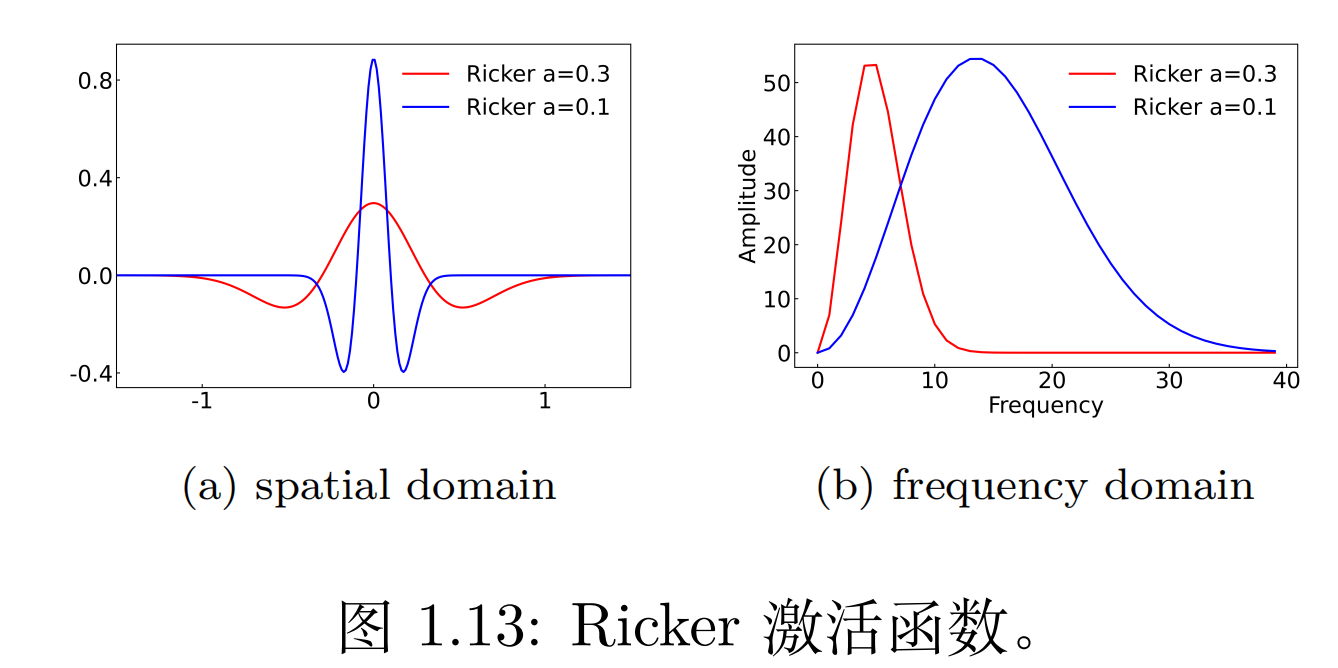 0.8
0.4
0.0
-0.4
-1 0 1
Ricker a=0.3
Ricker a=0.1
(a) spatial domain
Amplitude
50
40
30
20
10
0
0 10 20 30 40
Frequency
Ricker a=0.3
Ricker a=0.1
(b) frequency domain
图 1.13: Ricker 激活函数。